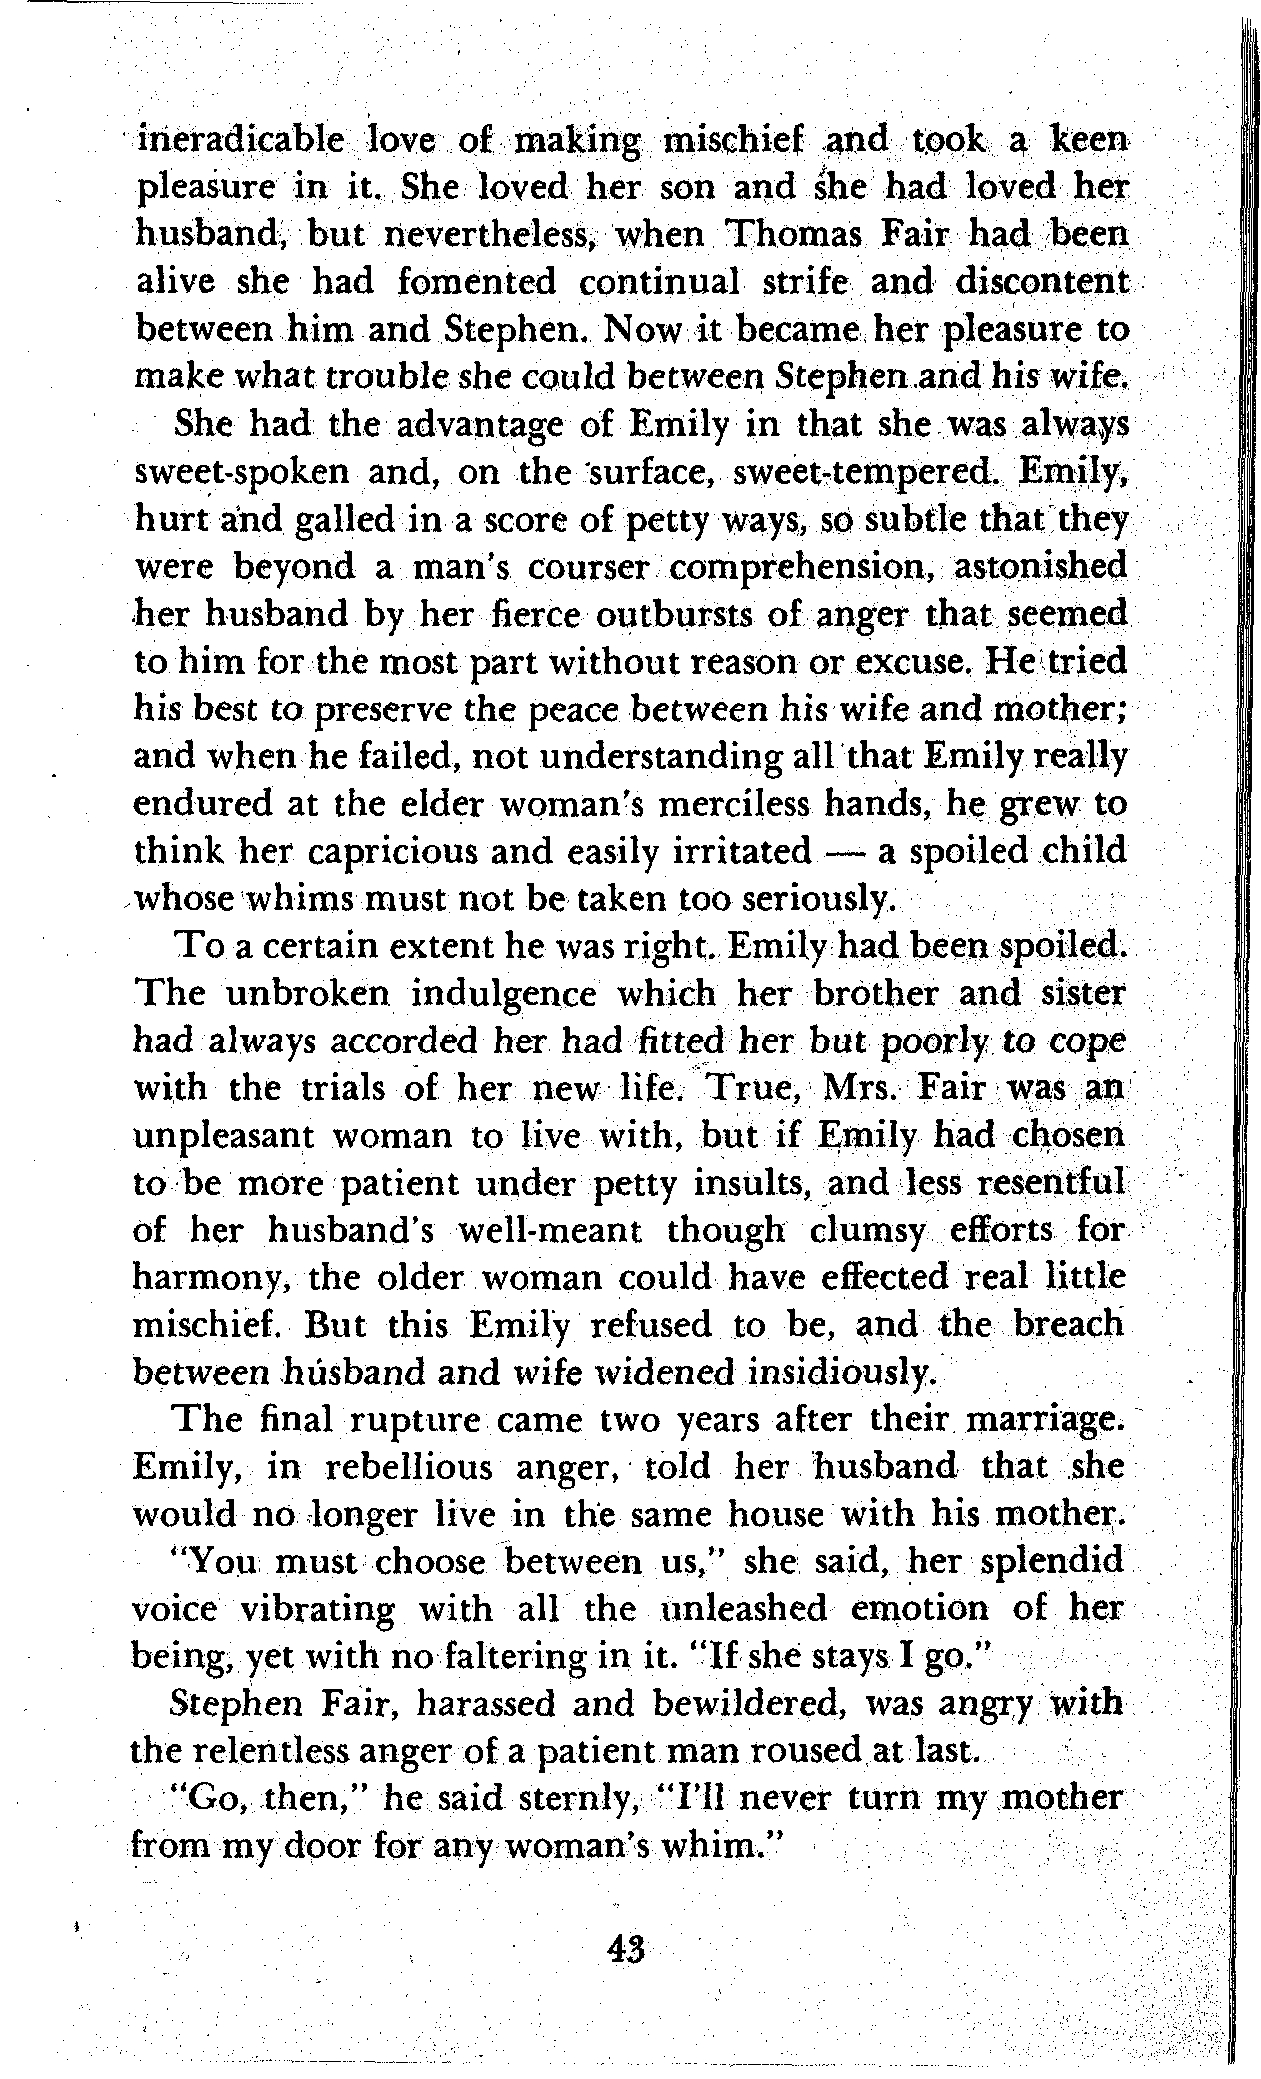 ineradicable love of making mischief and took a keen
pleasure in it. She loved her son and she had loved her
husband, but nevertheless, when Thomas Fair had been
alive she had fomented continual strife and discontent
between him and Stephen. Now it became her pleasure to
make what trouble she could between Stephen and his wife.
She had the advantage of Emily in that she was always
sweet-spoken and, on the surface, sweet-tempered. Emily,
hurt and galled in a score of petty ways, so subtle that they
were beyond a man's courser comprehension, astonished
her husband by her fierce outbursts of anger that seemed
to him for the most part without reason or excuse. He tried
his best to preserve the peace between his wife and mother;
and when he failed, not understanding all that Emily really
endured at the elder woman's merciless hands, he grew to
think her capricious and easily irritated — a spoiled child
whose whims must not be taken too seriously.
To a certain extent he was right. Emily had been spoiled.
The unbroken indulgence which her brother and sister
had always accorded her had fitted her but poorly to cope
with the trials of her new life. True, Mrs. Fair was an
unpleasant woman to live with, but if Emily had chosen
to be more patient under petty insults, and less resentful
of her husband's well-meant though clumsy efforts for
harmony, the older woman could have effected real little
mischief. But this Emily refused to be, and the breach
between husband and wife widened insidiously.
The final rupture came two years after their marriage.
Emily, in rebellious anger, told her husband that she
would no longer live in the same house with his mother.
"You must choose between us," she said, her splendid
voice vibrating with all the unleashed emotion of her
being, yet with no faltering in it. "If she stays I go."
Stephen Fair, harassed and bewildered, was angry with
the relentless anger of a patient man roused at last.
"Go, then," he said sternly, "I'll never turn my mother
from my door for any woman's whim."
43